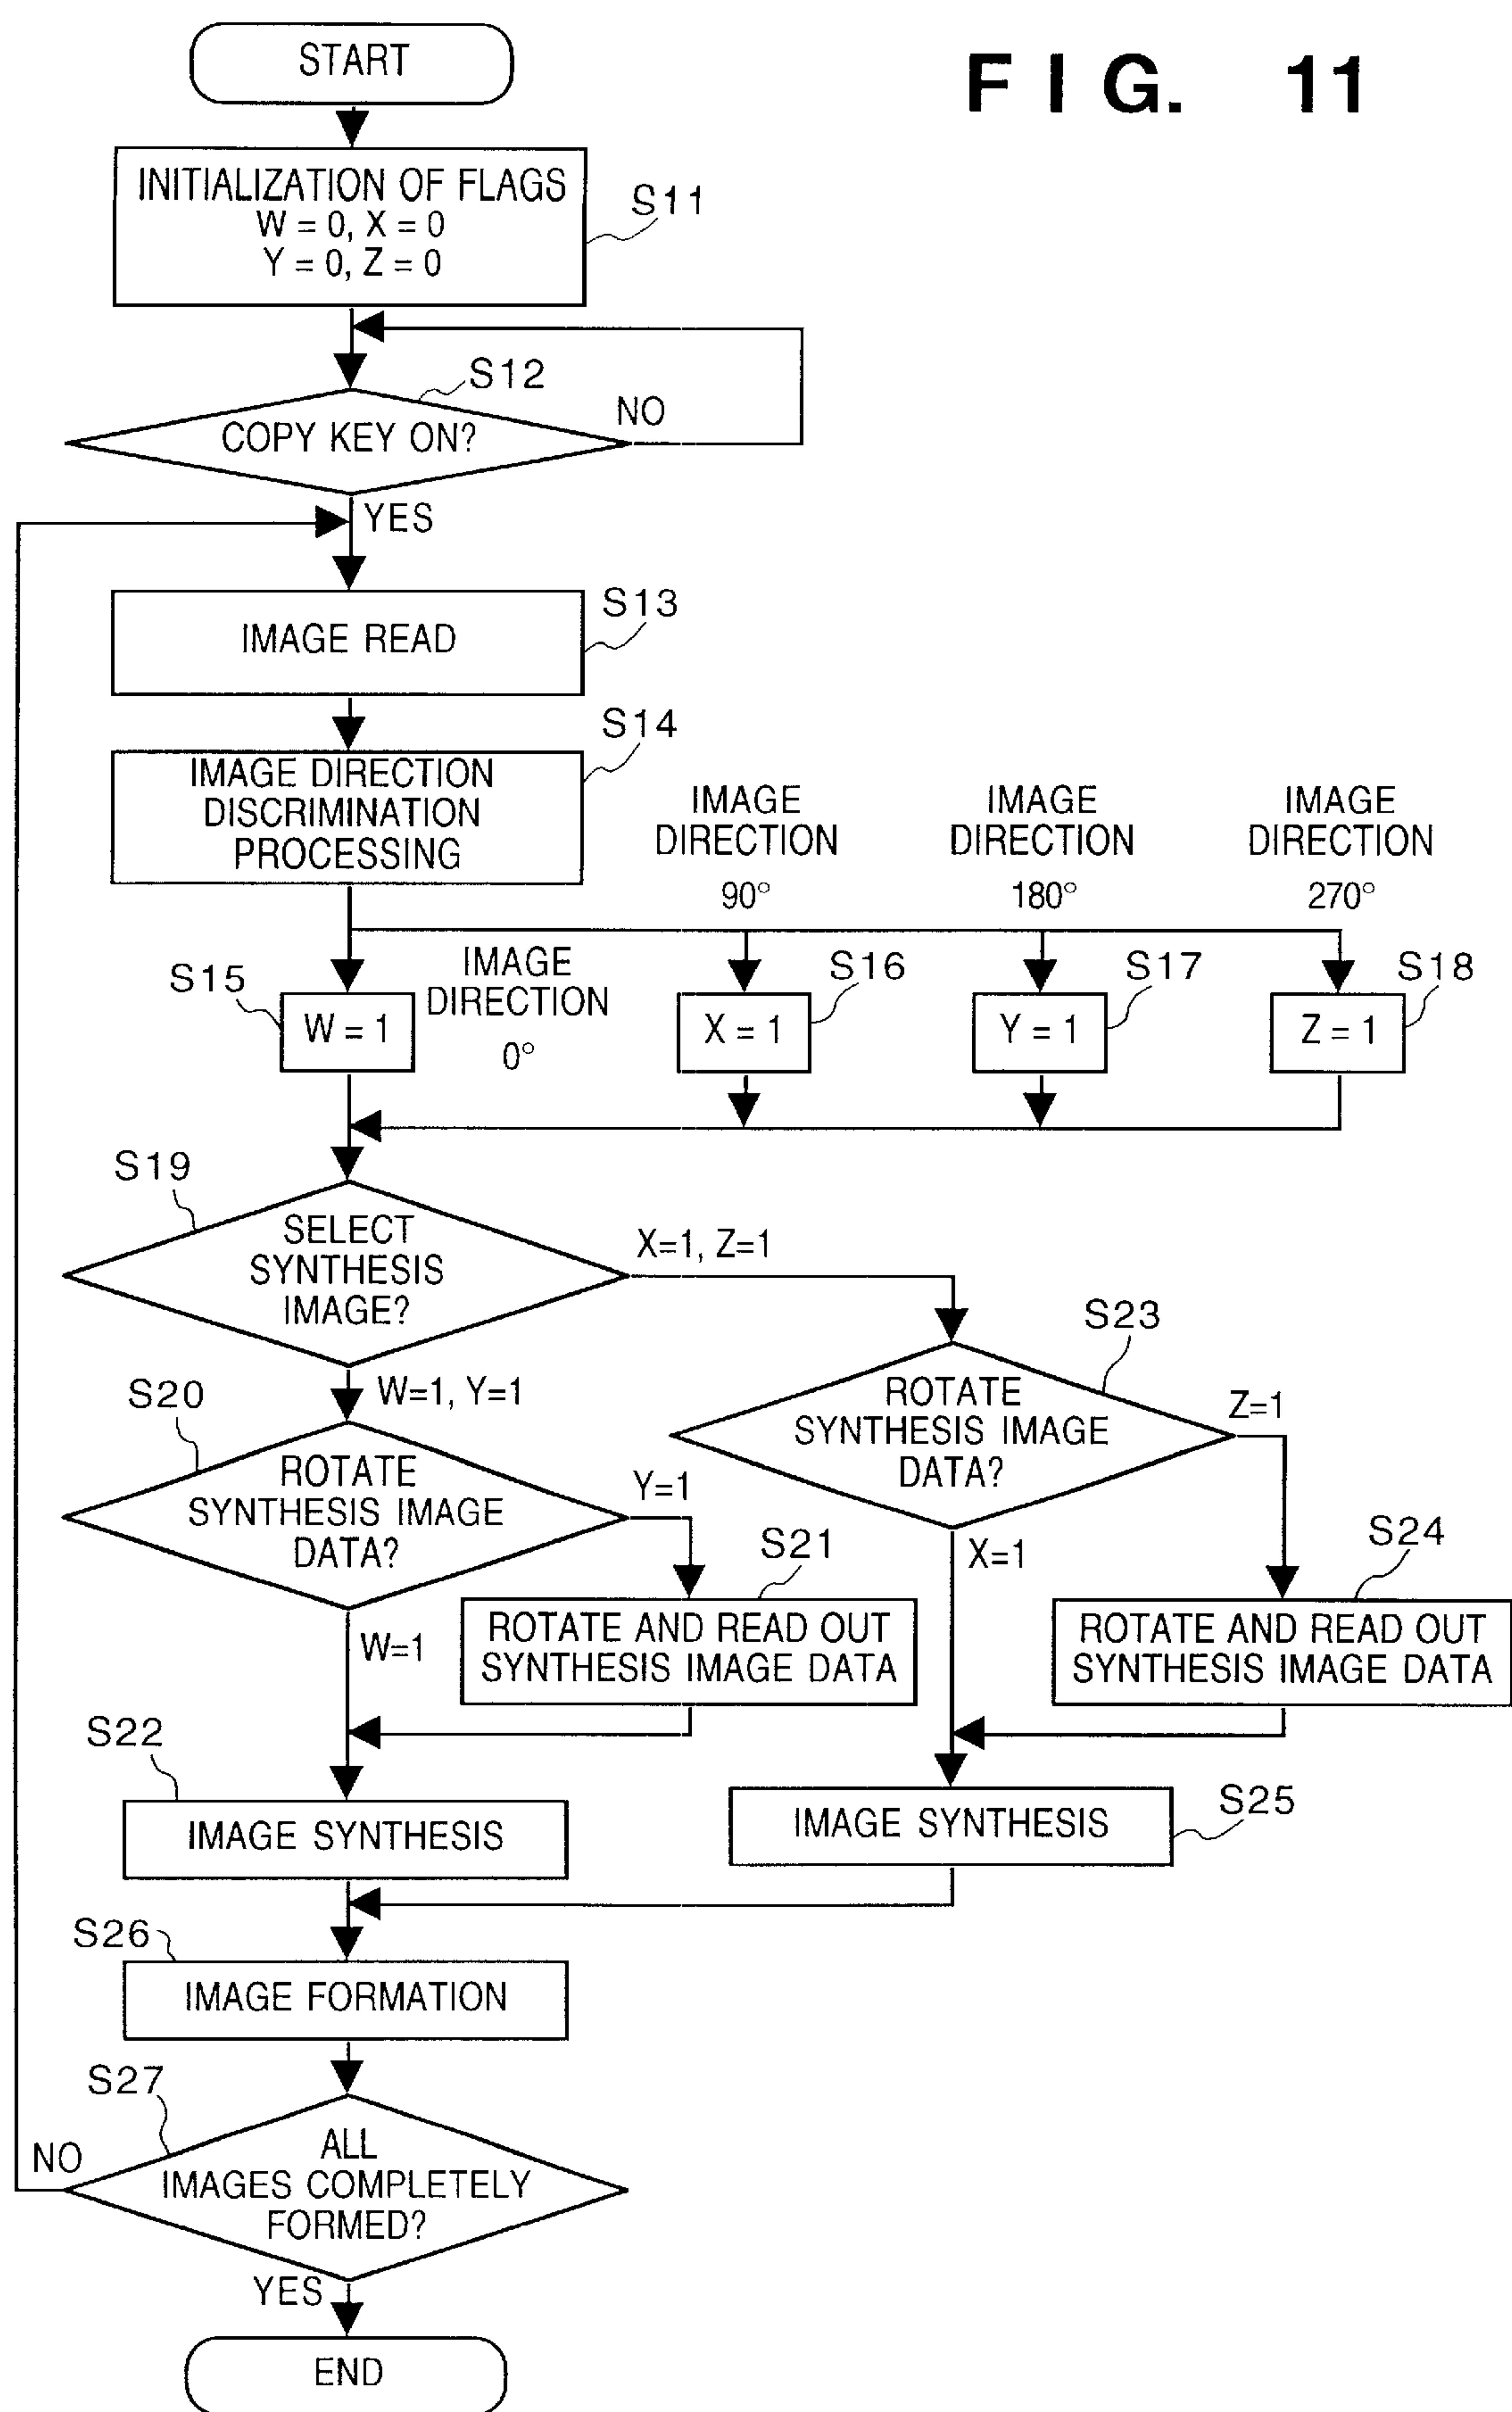 START
FIG. 11
INITIALIZATION OF FLAGS
W = 0, X = 0
Y = 0, Z = 0
S11
S12
COPY KEY ON?
NO
YES
S13
IMAGE READ
S14
IMAGE DIRECTION
DISCRIMINATION
PROCESSING
IMAGE
DIRECTION
90°
IMAGE
DIRECTION
180°
IMAGE
DIRECTION
270°
S15
W = 1
IMAGE
DIRECTION
0°
S16
X = 1
S17
Y = 1
S18
Z = 1
S19
SELECT
SYNTHESIS
IMAGE?
X=1, Z=1
W=1, Y=1
S20
ROTATE
SYNTHESIS IMAGE
DATA?
Y=1
W=1
S21
ROTATE AND READ OUT
SYNTHESIS IMAGE DATA
S23
ROTATE
SYNTHESIS IMAGE
DATA?
Z=1
X=1
S24
ROTATE AND READ OUT
SYNTHESIS IMAGE DATA
S22
IMAGE SYNTHESIS
IMAGE SYNTHESIS
S25
S26
IMAGE FORMATION
S27
ALL
IMAGES COMPLETELY
FORMED?
NO
YES
END